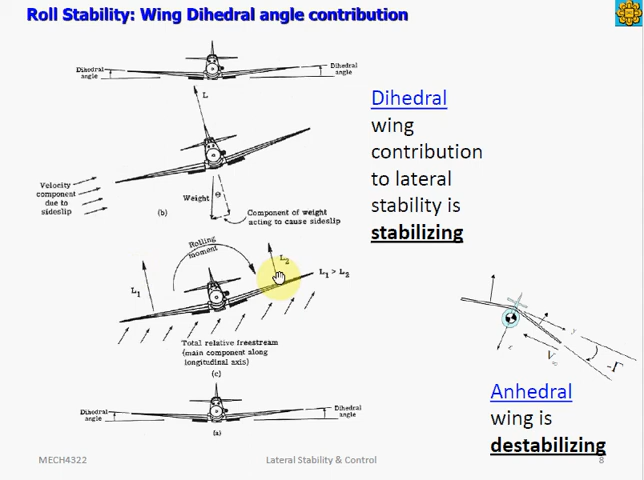 Roll Stability: Wing Dihedral angle contribution
Dihedral
angle
Dihedral
angle
L
Dihedral
wing
contribution
to lateral
stability is
stabilizing
Velocity
component
due to
sideslip
Weight
Θ
(b)
Component of weight
acting to cause sideslip
Rolling
moment
L₁
L₂
L₁ > L₂
Total relative freestream
(main component along
longitudinal axis)
(c)
y
z
V∞
-Γ
Anhedral
wing is
destabilizing
Dihedral
angle
Dihedral
angle
(a)
MECH4322
Lateral Stability & Control
8